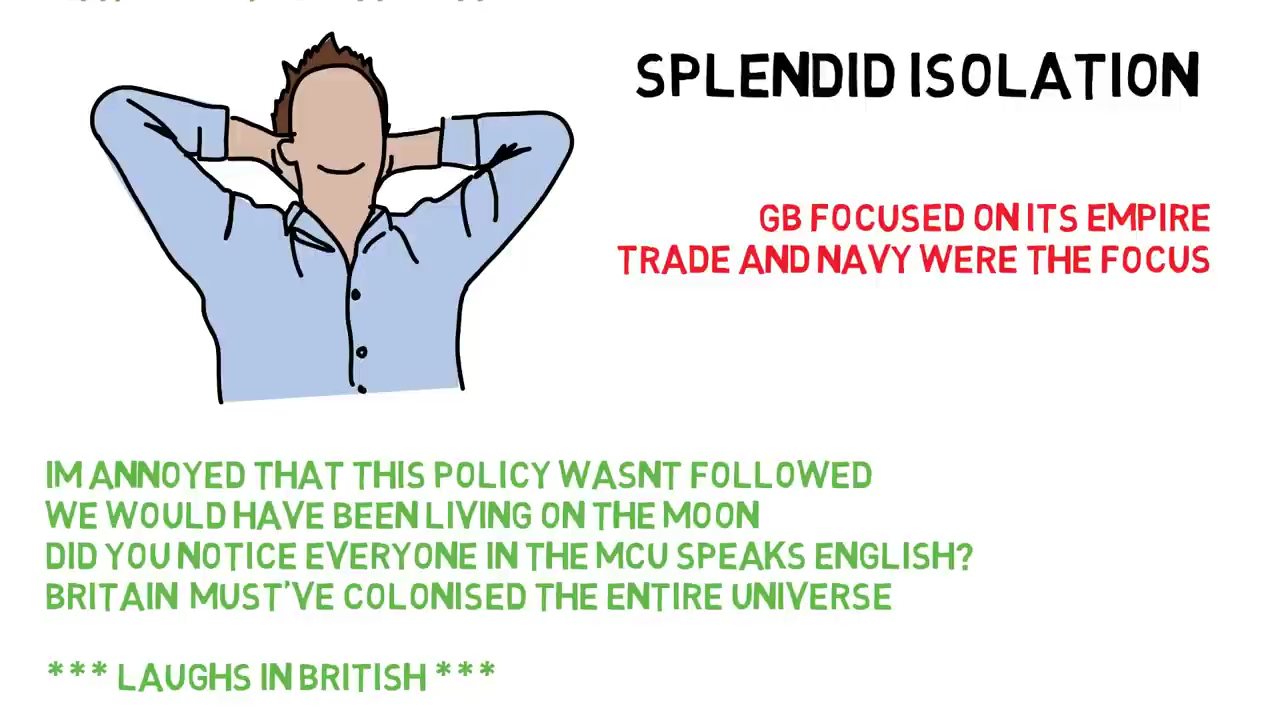 SPLENDID ISOLATION
GB FOCUSED ON ITS EMPIRE
TRADE AND NAVY WERE THE FOCUS
IM ANNOYED THAT THIS POLICY WASNT FOLLOWED
WE WOULD HAVE BEEN LIVING ON THE MOON
DID YOU NOTICE EVERYONE IN THE MCU SPEAKS ENGLISH?
BRITAIN MUST'VE COLONISED THE ENTIRE UNIVERSE
*** LAUGHS IN BRITISH ***